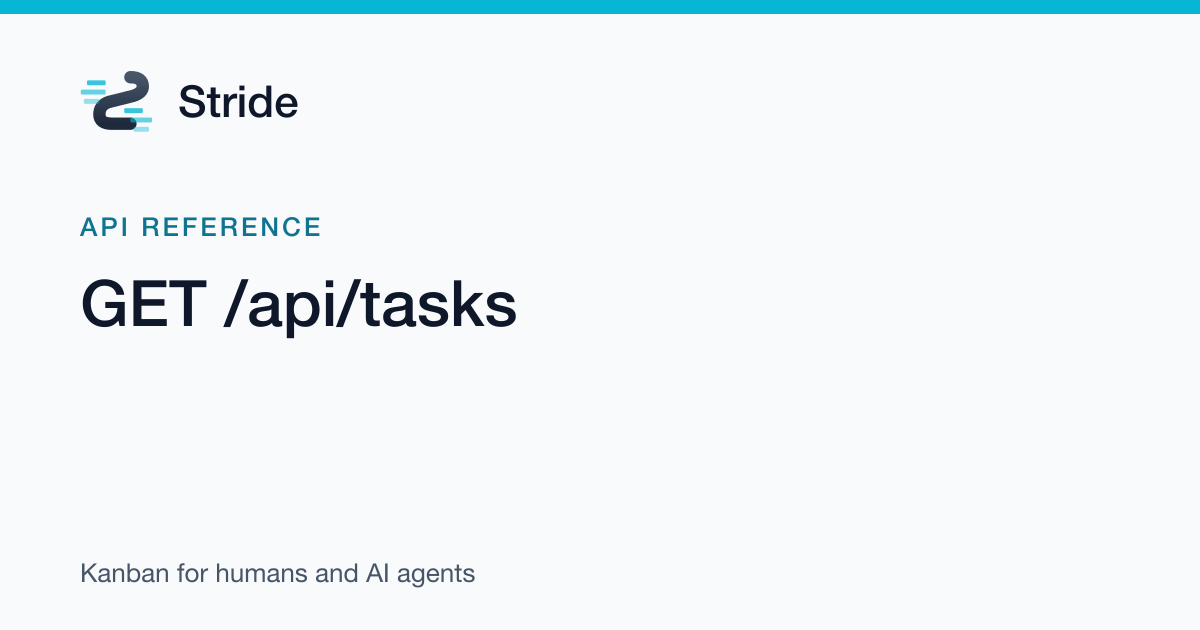 Stride
API REFERENCE
GET /api/tasks
Kanban for humans and AI agents